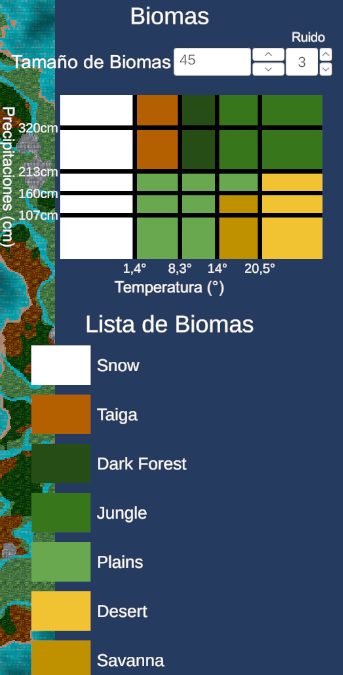 Biomas
Ruido
Tamaño de Biomas 45 3
Precipitaciones (cm)
320cm
213cm
160cm
107cm
1,4° 8,3° 14° 20,5°
Temperatura (°)
Lista de Biomas
Snow
Taiga
Dark Forest
Jungle
Plains
Desert
Savanna